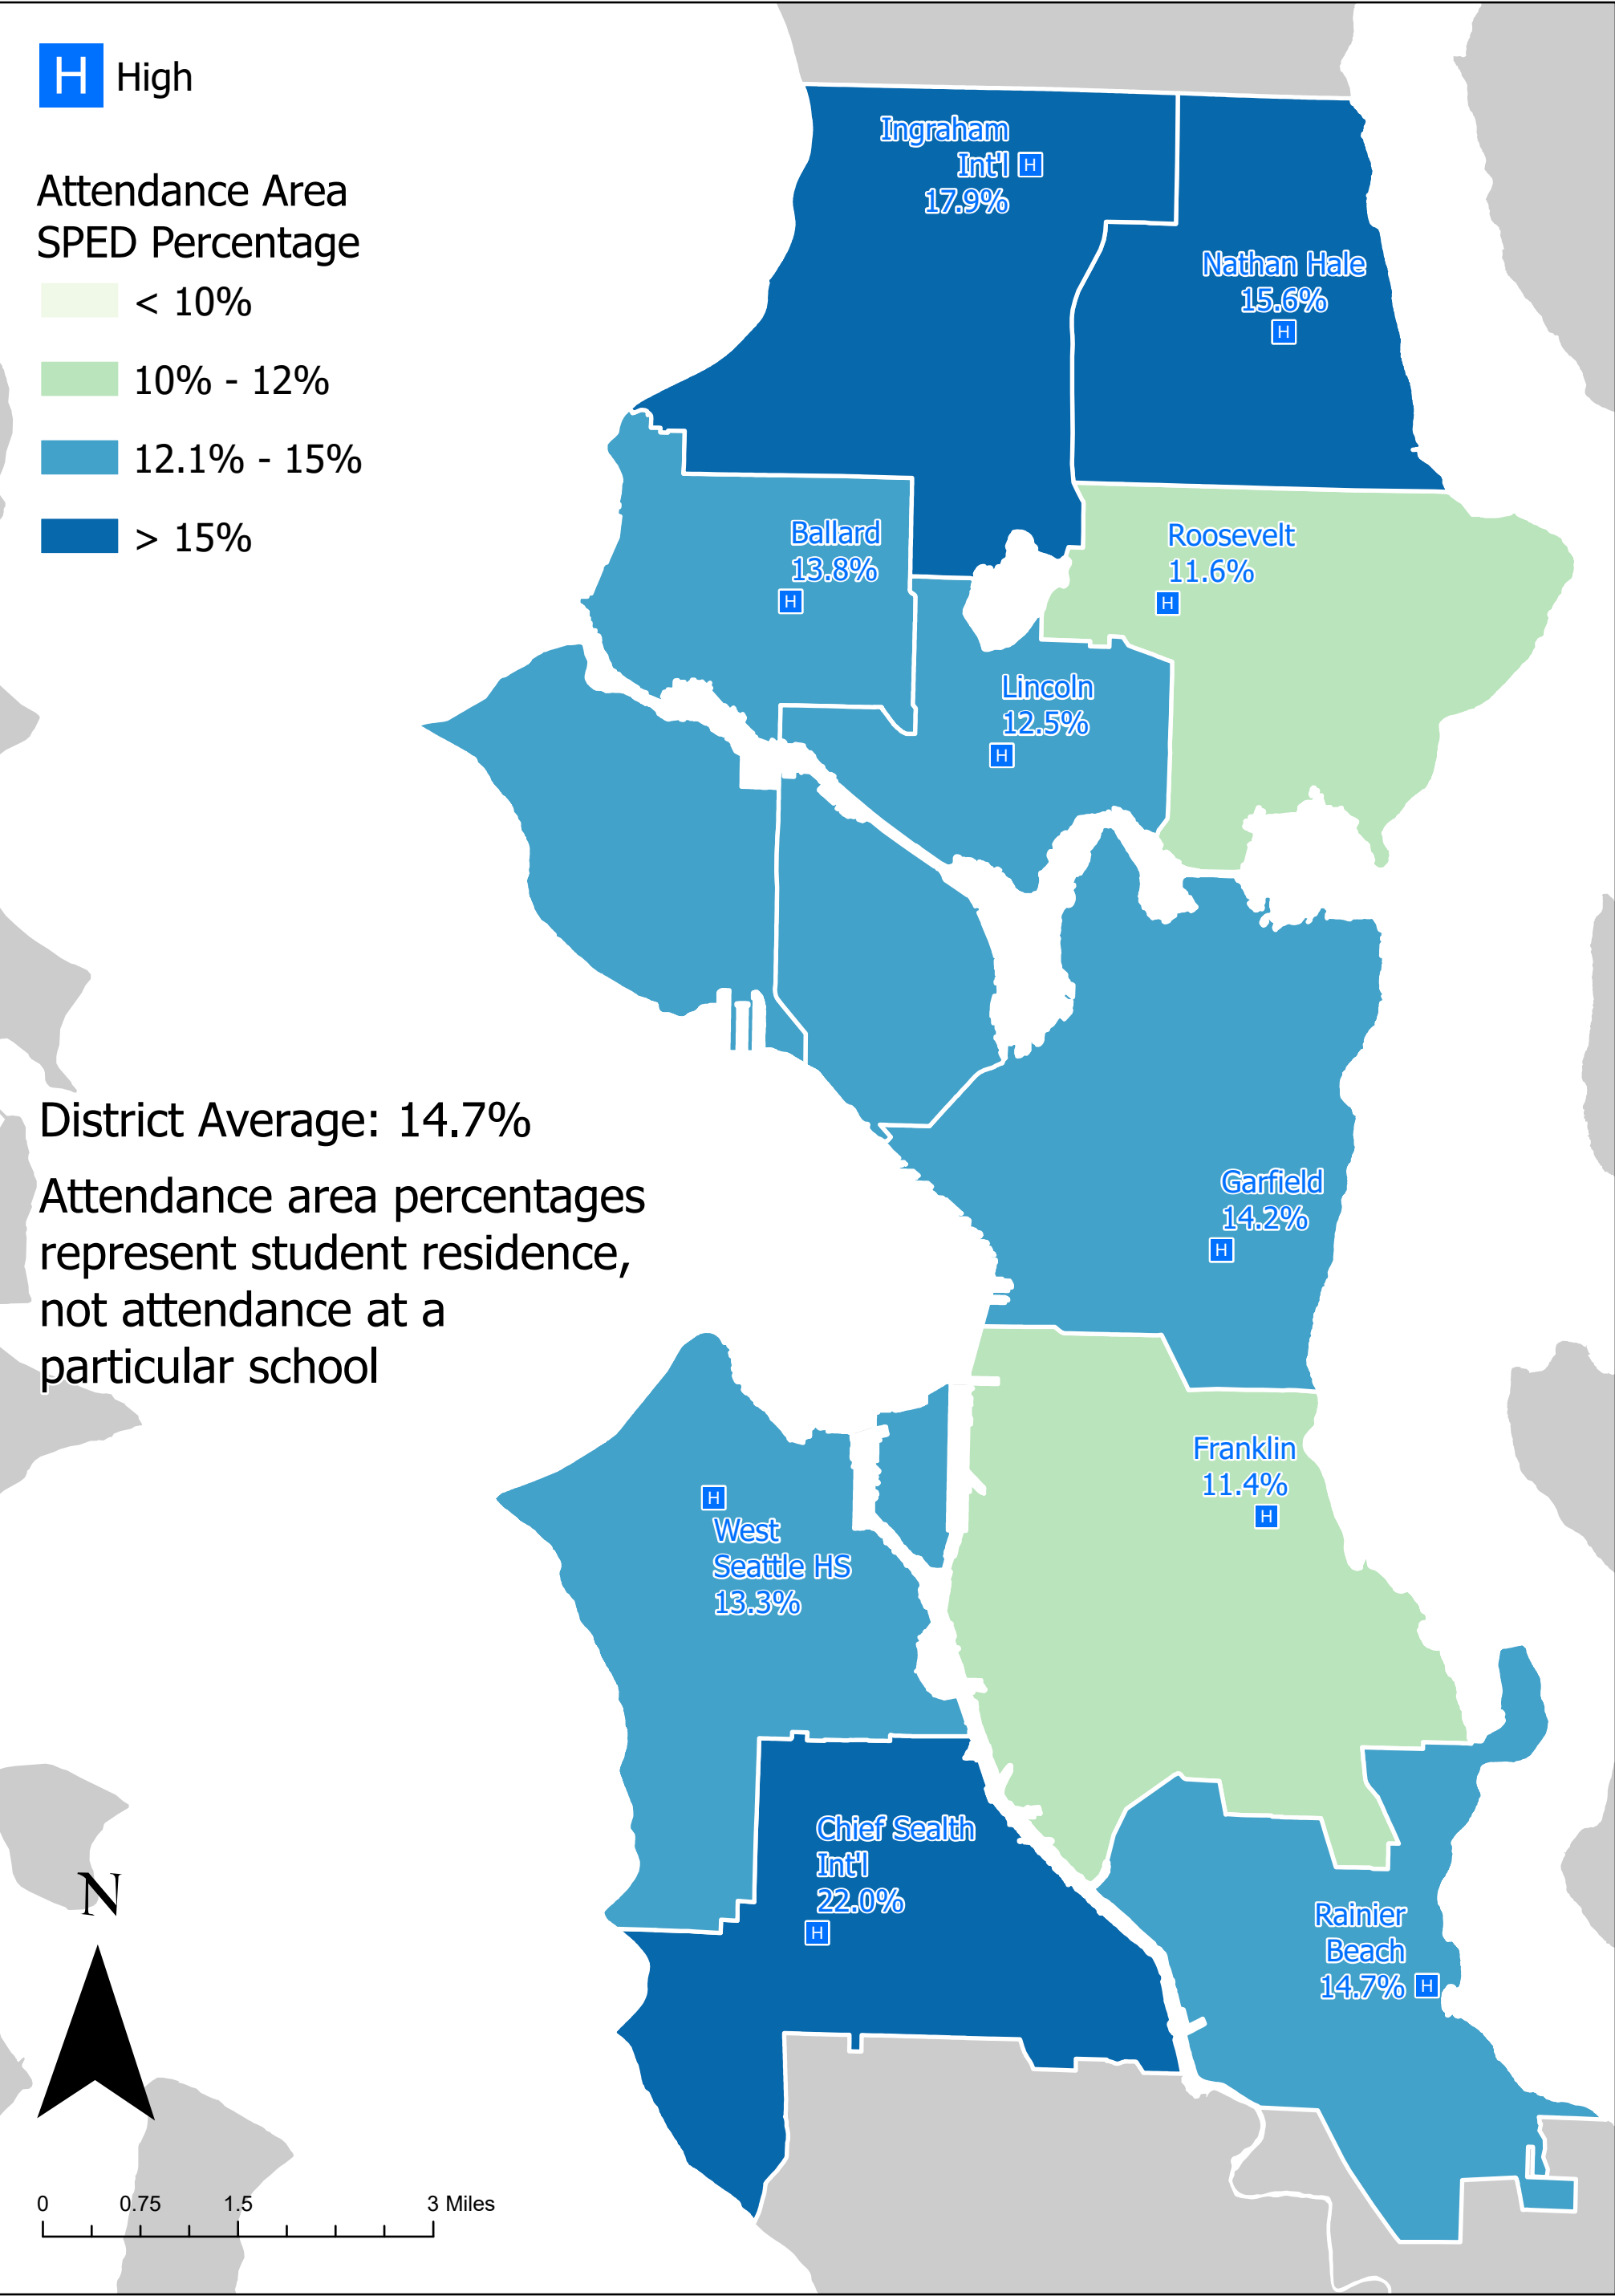 H High
Attendance Area
SPED Percentage
< 10%
10% - 12%
12.1% - 15%
> 15%
Ingraham
Int'l H
17.9%
Nathan Hale
15.6%
H
Ballard
13.8%
H
Roosevelt
11.6%
H
Lincoln
12.5%
H
District Average: 14.7%
Attendance area percentages
represent student residence,
not attendance at a
particular school
Garfield
14.2%
H
Franklin
11.4%
H
H
West
Seattle HS
13.3%
Chief Sealth
Int'l
22.0%
H
Rainier
Beach
14.7% H
N
0 0.75 1.5 3 Miles